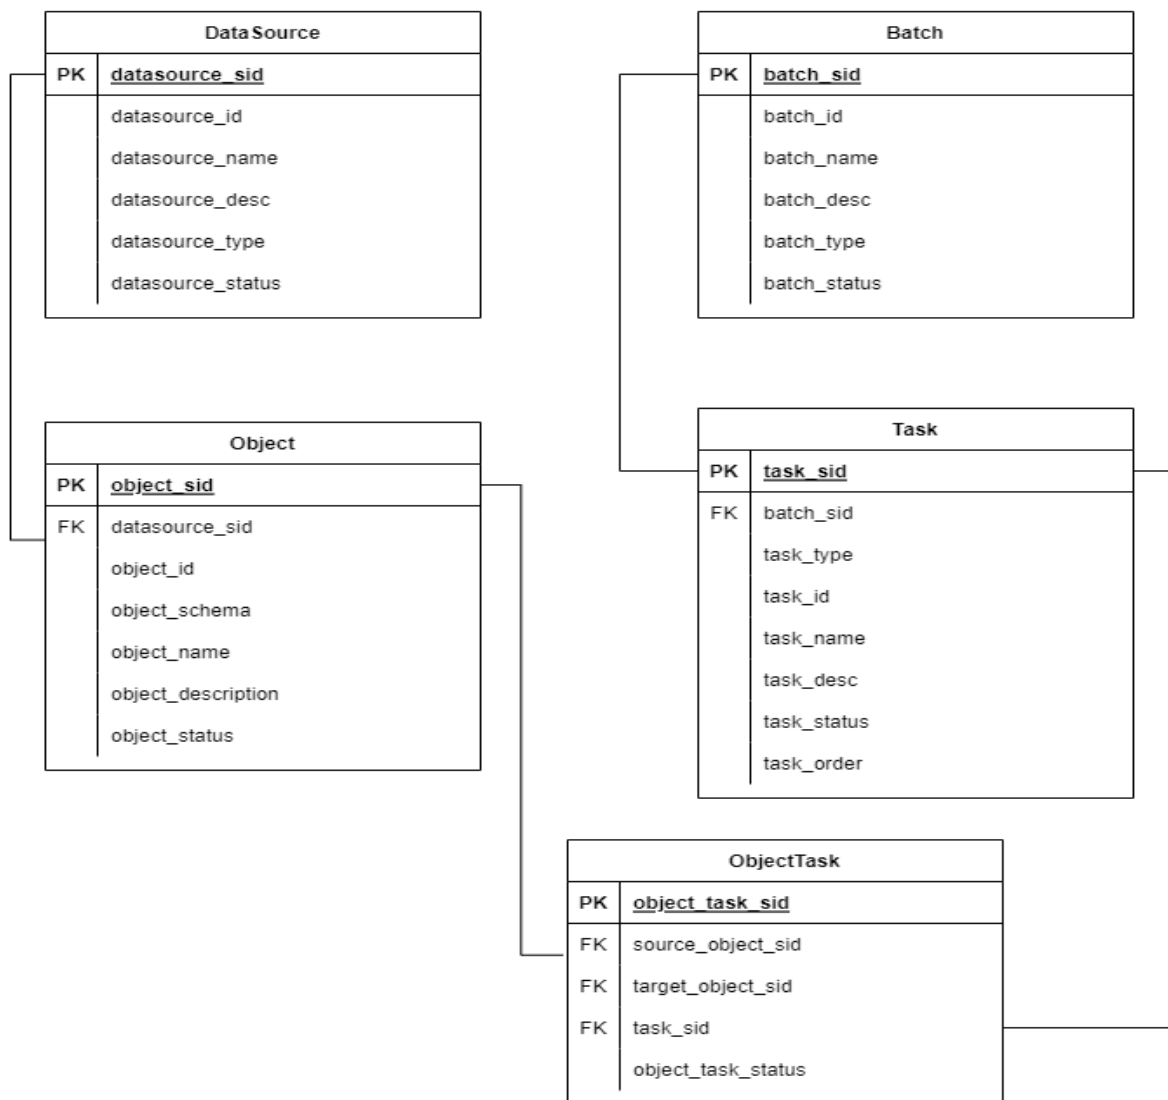 DataSource
PK datasource_sid
datasource_id
datasource_name
datasource_desc
datasource_type
datasource_status
Batch
PK batch_sid
batch_id
batch_name
batch_desc
batch_type
batch_status
Object
PK object_sid
FK datasource_sid
object_id
object_schema
object_name
object_description
object_status
Task
PK task_sid
FK batch_sid
task_type
task_id
task_name
task_desc
task_status
task_order
ObjectTask
PK object_task_sid
FK source_object_sid
FK target_object_sid
FK task_sid
object_task_status